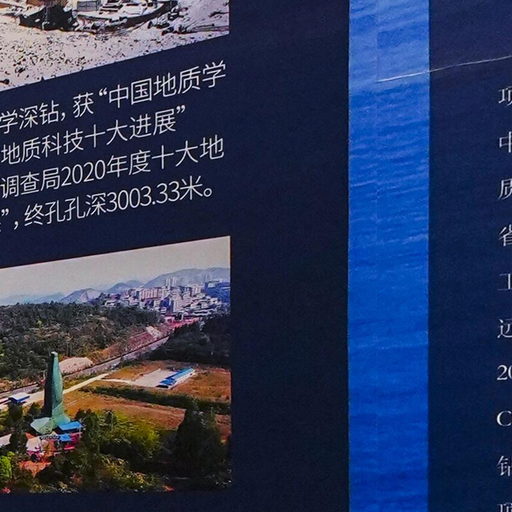 学深钻，获“中国地质学
地质科技十大进展”
调查局2020年度十大地
”，终孔孔深3003.33米。
项
中
质
省
工
远
20
C
钻